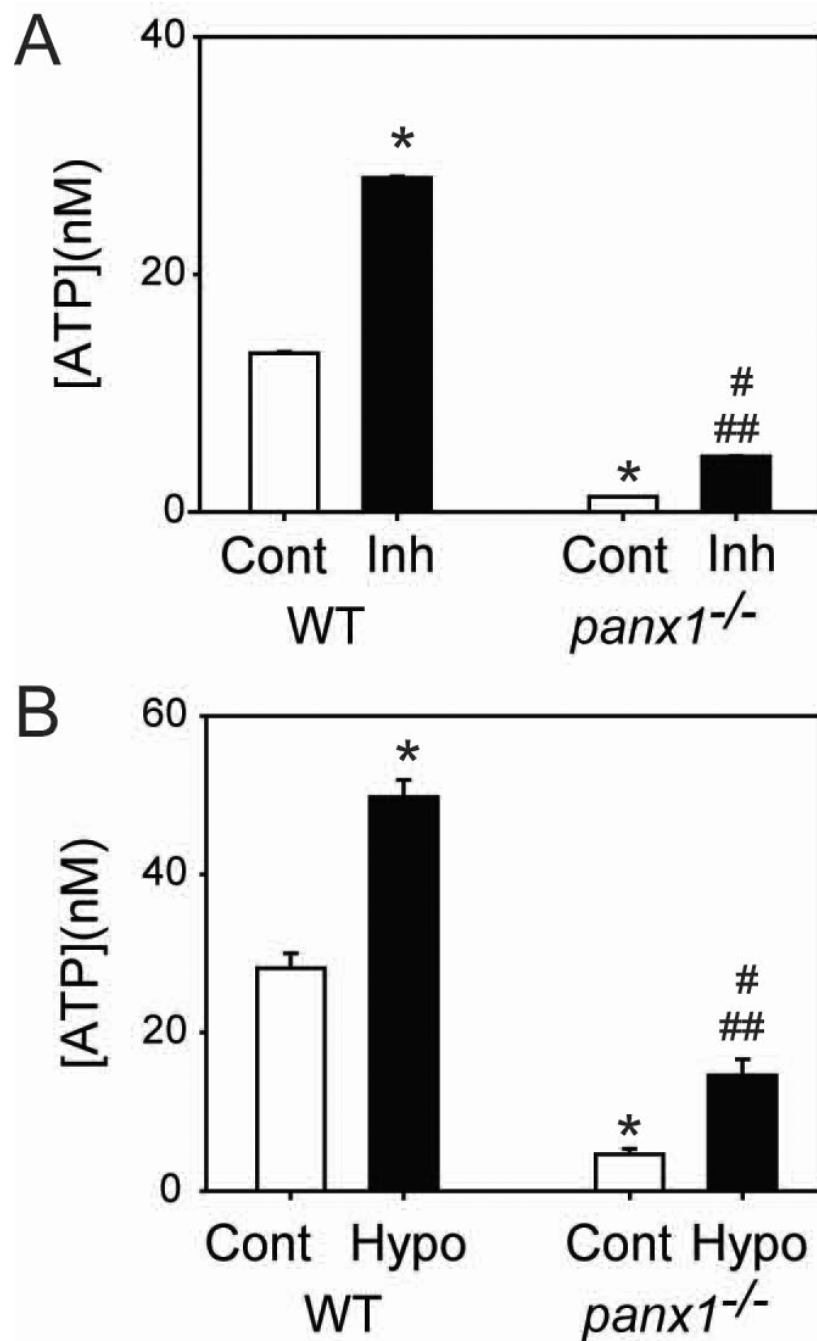 A
[ATP](nM)
40
20
0
*
*
#
##
Cont Inh Cont Inh
WT panx1-/-
B
[ATP](nM)
60
40
20
0
*
*
#
##
Cont Hypo Cont Hypo
WT panx1-/-